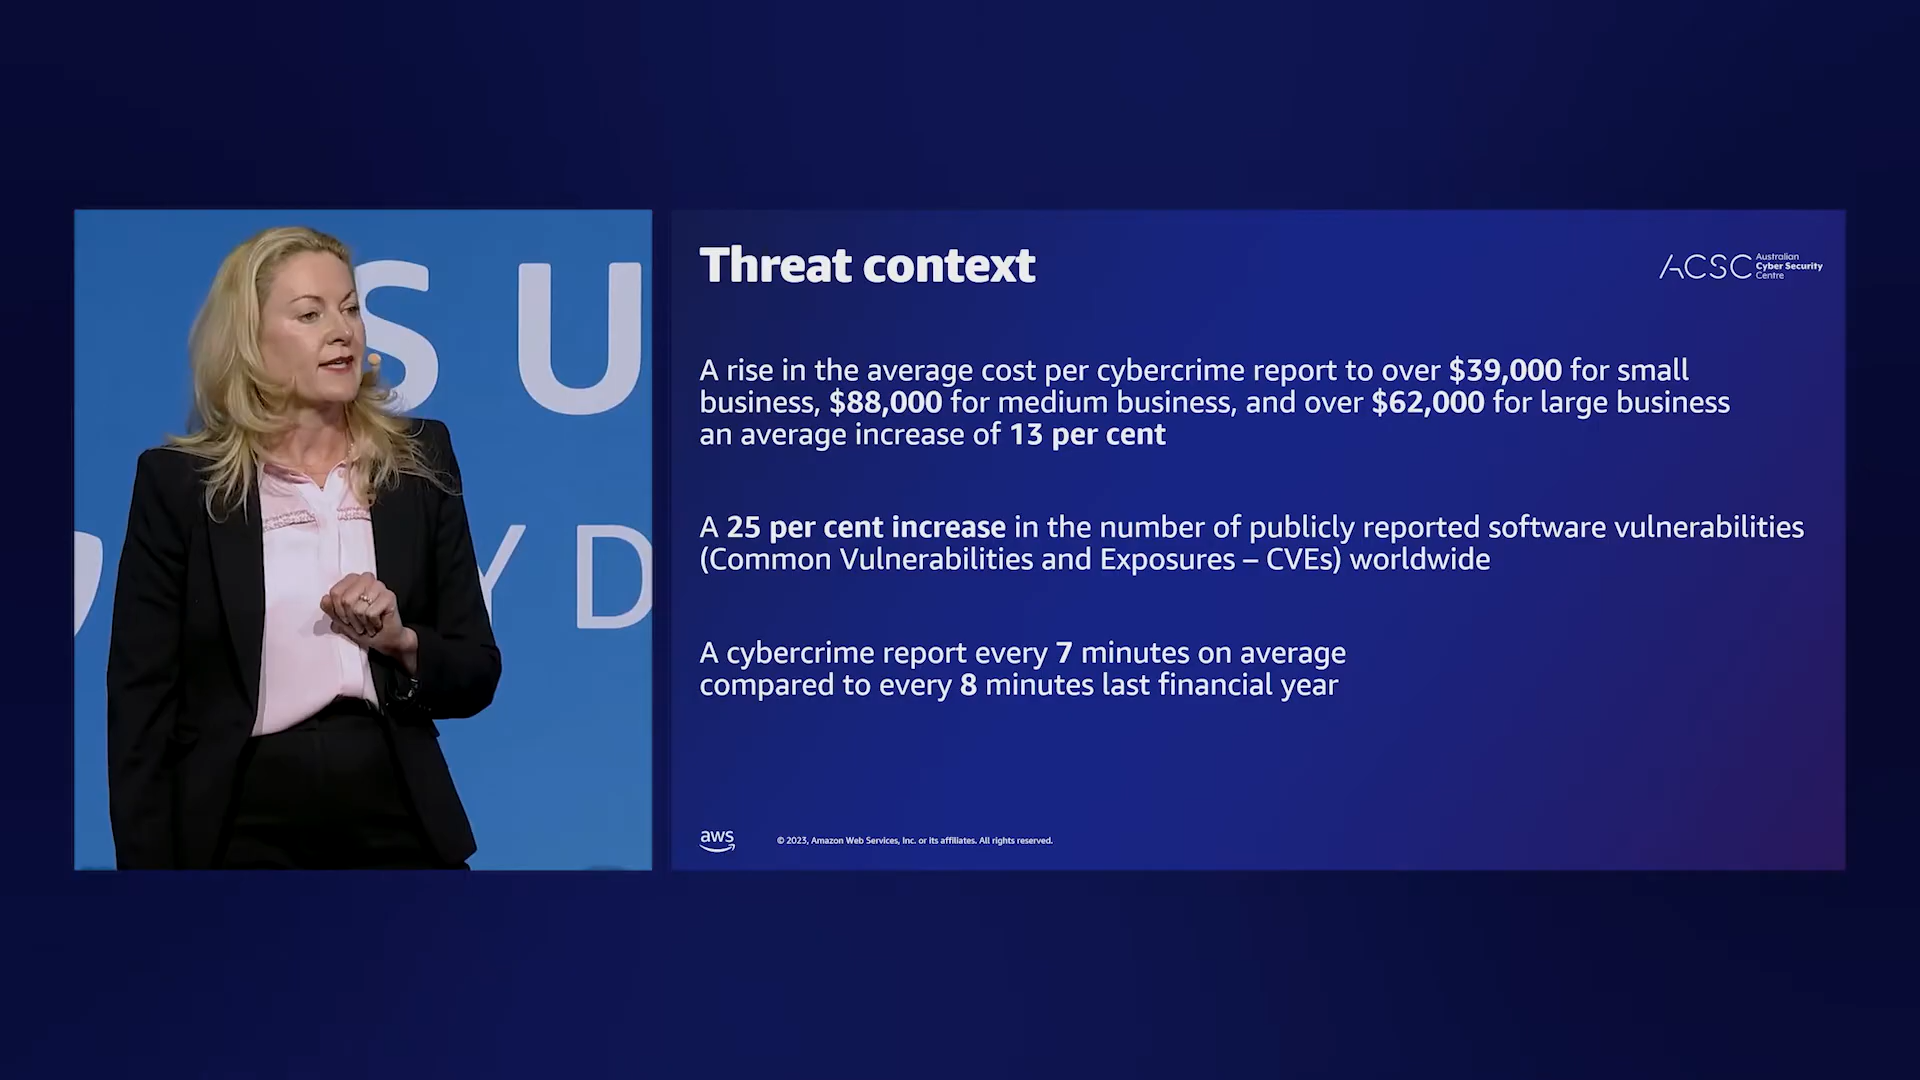 SU
Y D
Threat context
ACSC Australian
Cyber Security
Centre
A rise in the average cost per cybercrime report to over $39,000 for small
business, $88,000 for medium business, and over $62,000 for large business
an average increase of 13 per cent
A 25 per cent increase in the number of publicly reported software vulnerabilities
(Common Vulnerabilities and Exposures – CVEs) worldwide
A cybercrime report every 7 minutes on average
compared to every 8 minutes last financial year
aws
© 2023, Amazon Web Services, Inc. or its affiliates. All rights reserved.